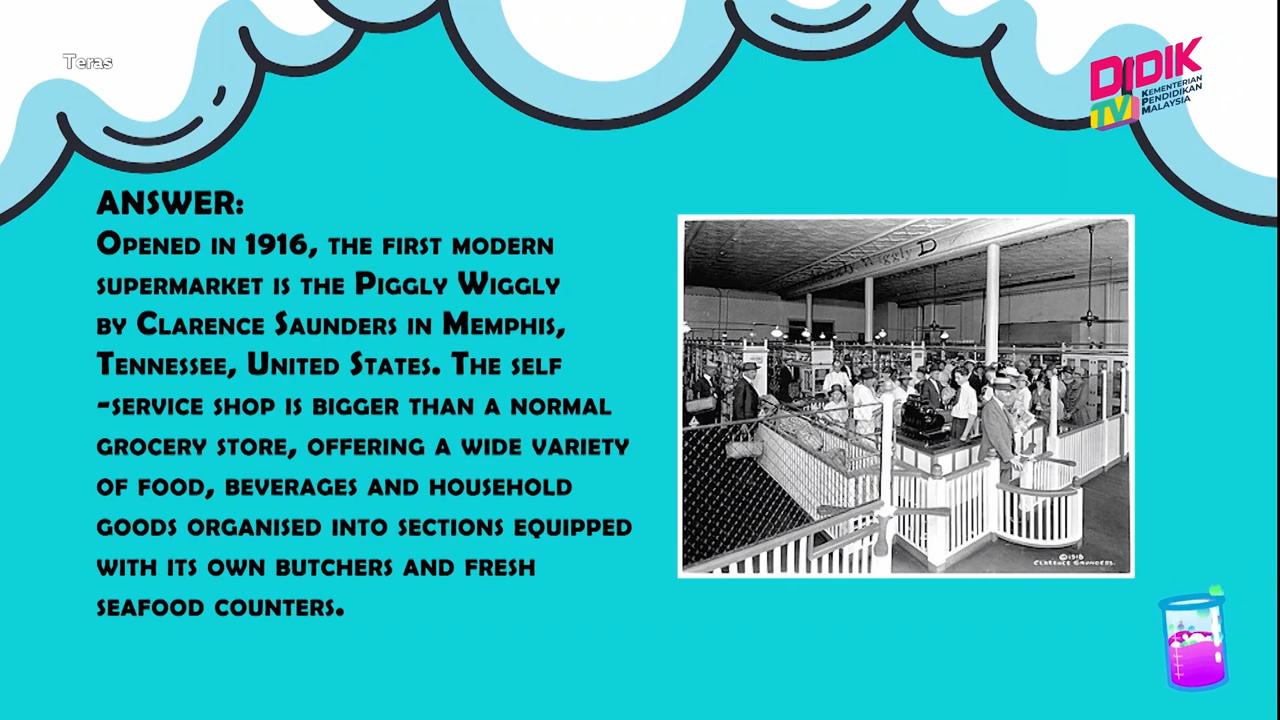 Teras
DIDIK
TV
KEMENTERIAN
PENDIDIKAN
MALAYSIA
ANSWER:
OPENED IN 1916, THE FIRST MODERN
SUPERMARKET IS THE PIGGLY WIGGLY
BY CLARENCE SAUNDERS IN MEMPHIS,
TENNESSEE, UNITED STATES. THE SELF
-SERVICE SHOP IS BIGGER THAN A NORMAL
GROCERY STORE, OFFERING A WIDE VARIETY
OF FOOD, BEVERAGES AND HOUSEHOLD
GOODS ORGANISED INTO SECTIONS EQUIPPED
WITH ITS OWN BUTCHERS AND FRESH
SEAFOOD COUNTERS.
©1918
CLARENCE SAUNDERS.